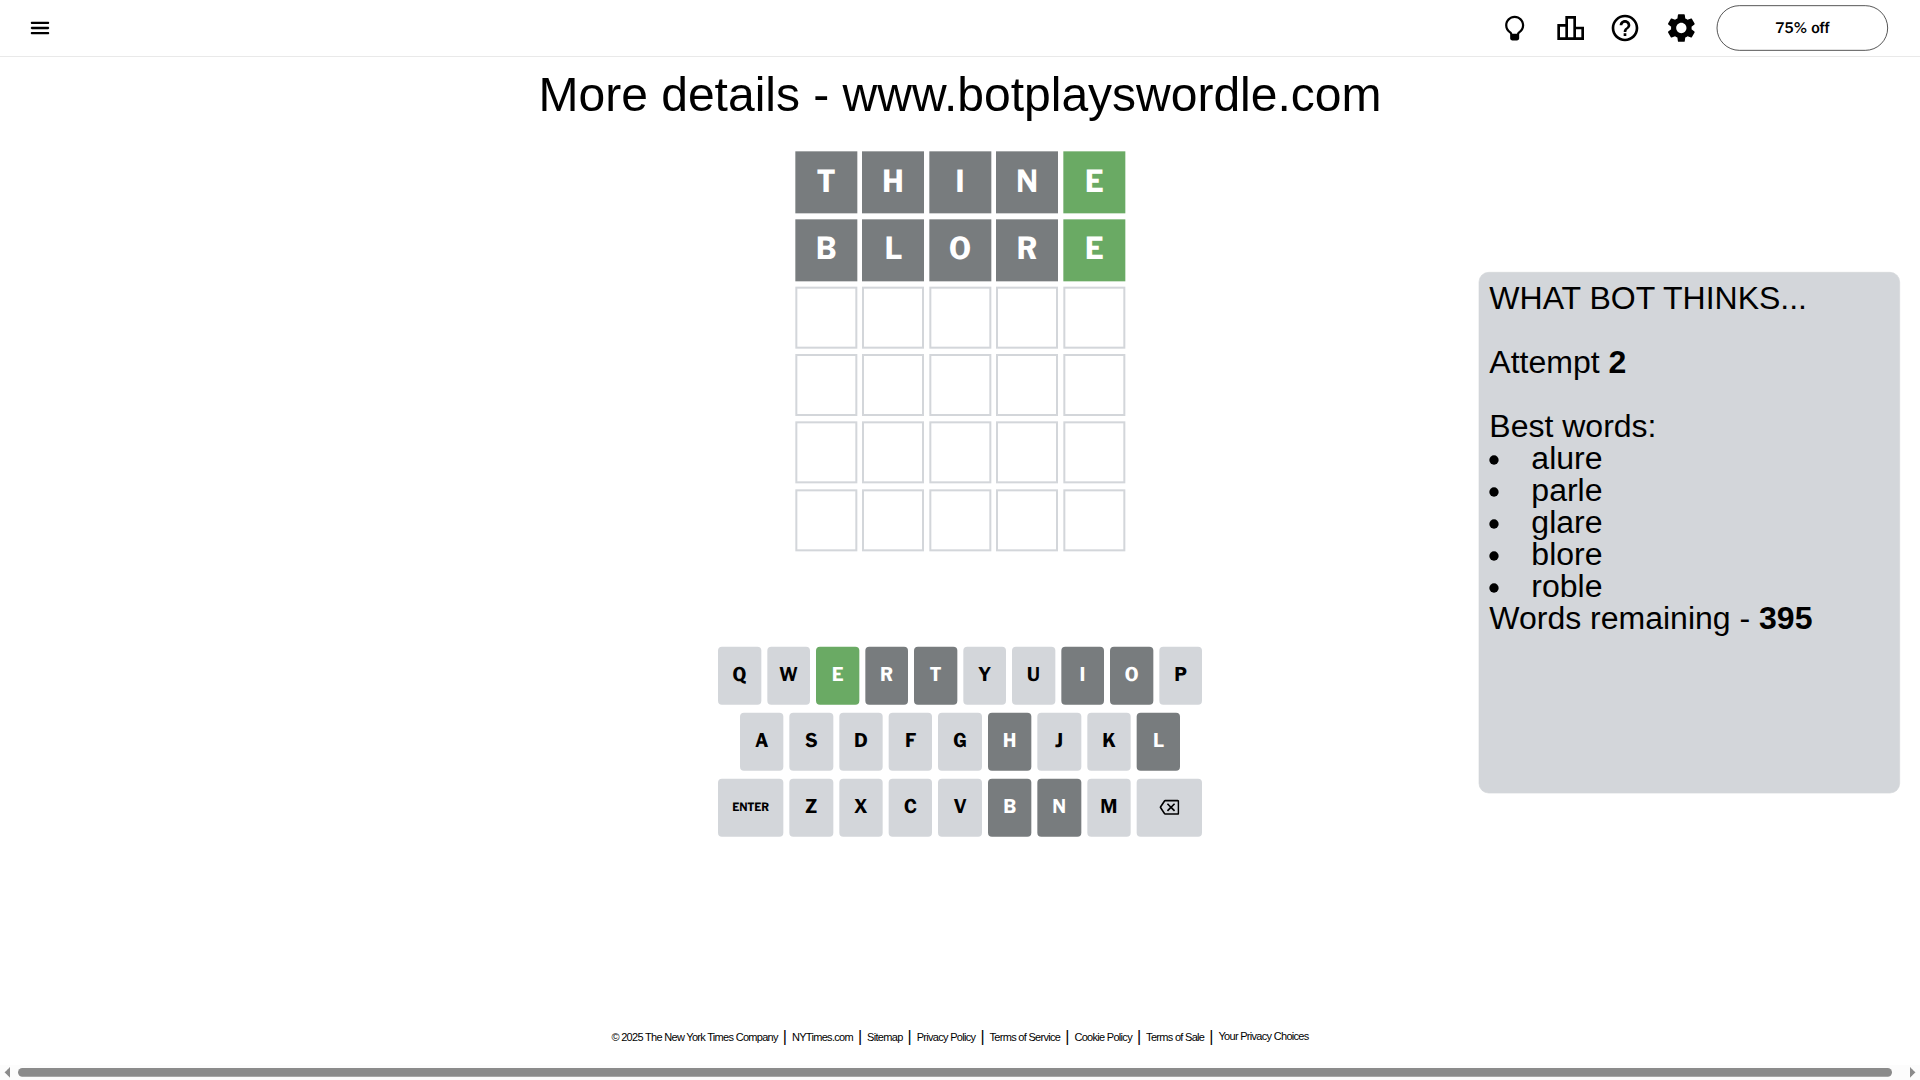 75% off
More details - www.botplayswordle.com
T H I N E
B L O R E
WHAT BOT THINKS...
Attempt 2
Best words:
• alure
• parle
• glare
• blore
• roble
Words remaining - 395
Q W E R T Y U I O P
A S D F G H J K L
ENTER Z X C V B N M
© 2025 The New York Times Company | NYTimes.com | Sitemap | Privacy Policy | Terms of Service | Cookie Policy | Terms of Sale | Your Privacy Choices